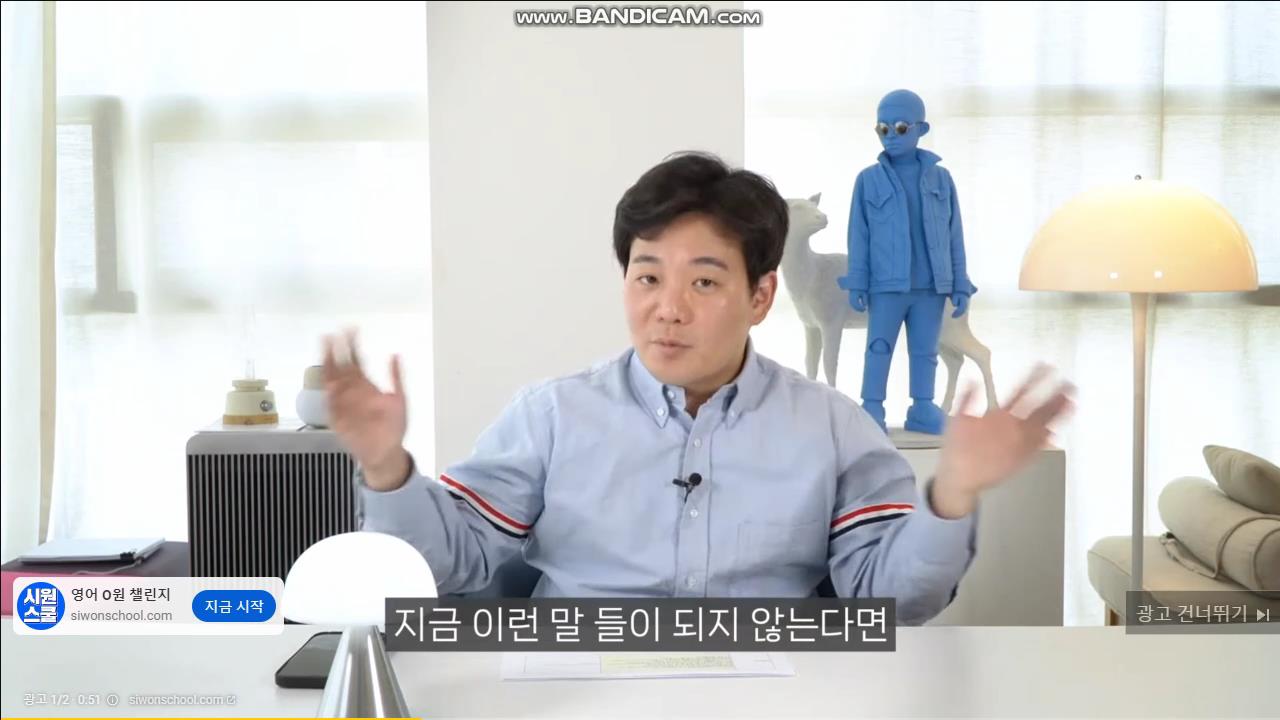 www.BANDICAM.com
시원
스쿨
영어 0원 챌린지
siwonschool.com
지금 시작
지금 이런 말 들이 되지 않는다면
광고 건너뛰기
광고 1/2 · 0:51
siwonschool.com